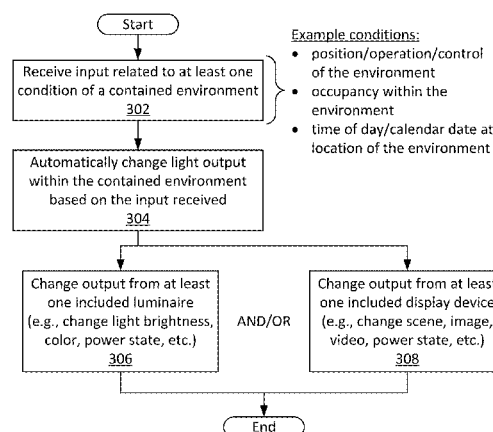 Start
Receive input related to at least one
condition of a contained environment
302
Example conditions:
• position/operation/control
of the environment
• occupancy within the
environment
• time of day/calendar date at
location of the environment
Automatically change light output
within the contained environment
based on the input received
304
Change output from at least
one included luminaire
(e.g., change light brightness,
color, power state, etc.)
306
AND/OR
Change output from at least
one included display device
(e.g., change scene, image,
video, power state, etc.)
308
End